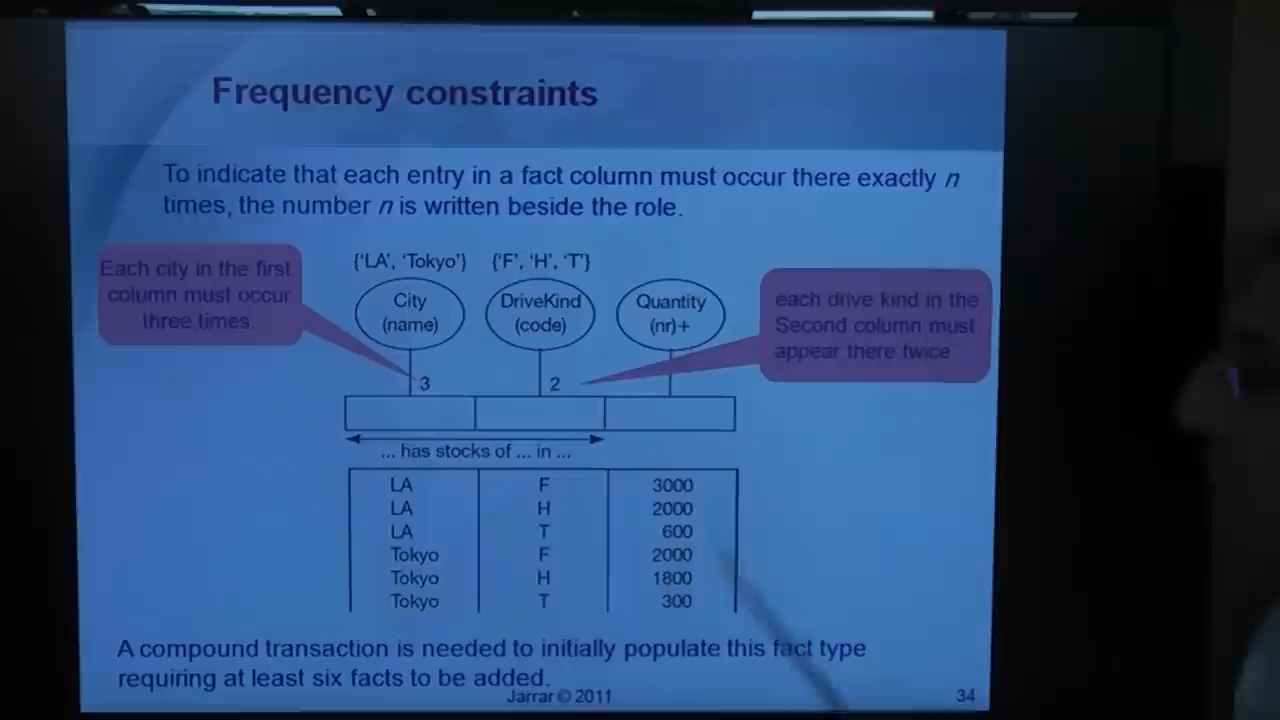 Frequency constraints
To indicate that each entry in a fact column must occur there exactly n
times, the number n is written beside the role.
Each city in the first
column must occur
three times.
{'LA', 'Tokyo'} {'F', 'H', 'T'}
City
(name)
DriveKind
(code)
Quantity
(nr)+
each drive kind in the
Second column must
appear there twice
3
2
... has stocks of ... in ...
LA F 3000
LA H 2000
LA T 600
Tokyo F 2000
Tokyo H 1800
Tokyo T 300
A compound transaction is needed to initially populate this fact type
requiring at least six facts to be added.
Jarrar © 2011
34